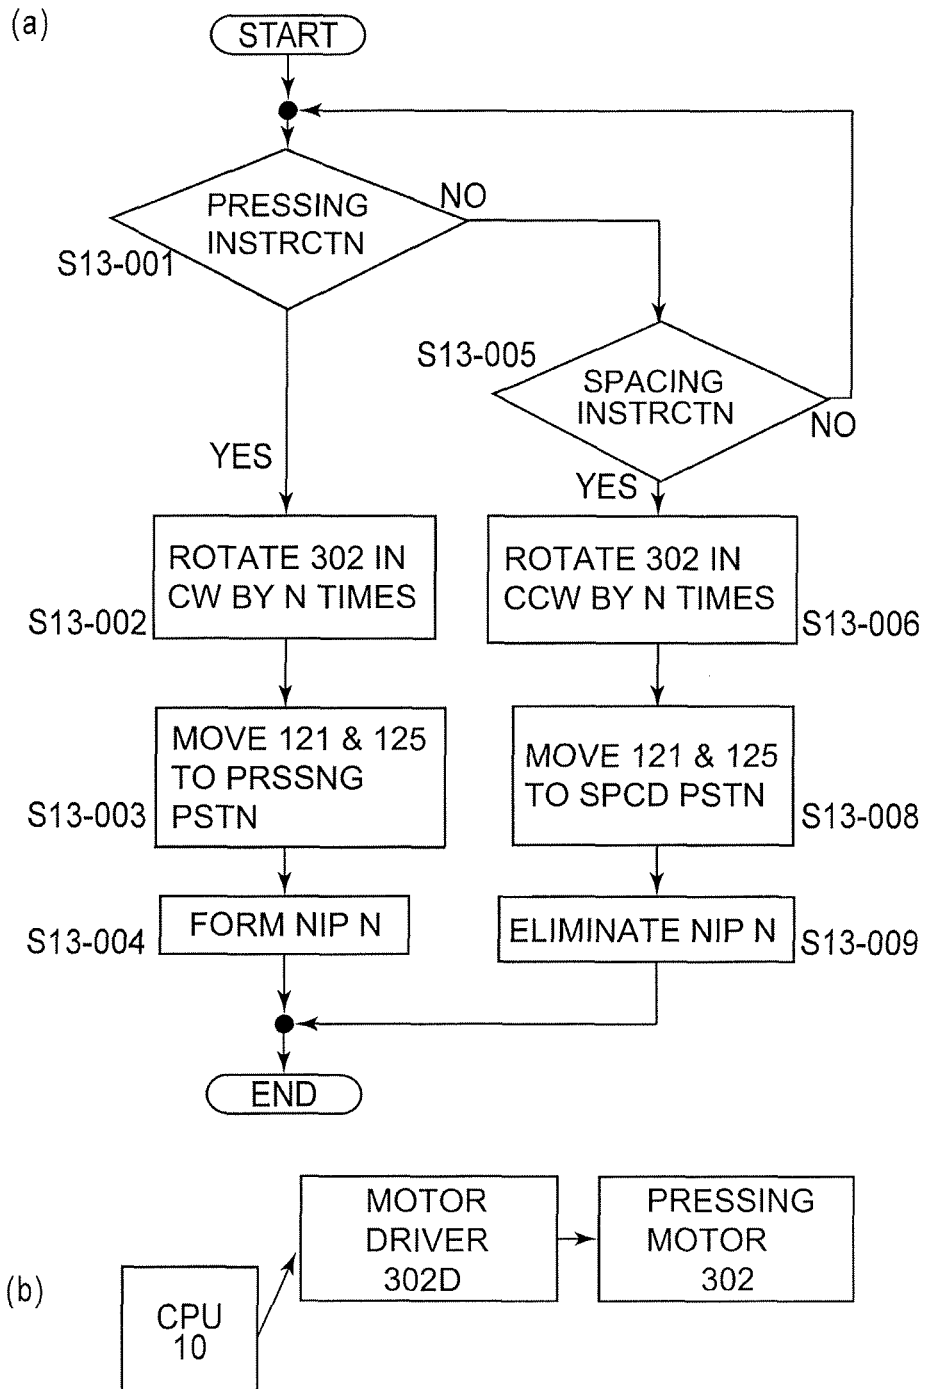 (a)
START
PRESSING
INSTRCTN
NO
S13-001
S13-005
SPACING
INSTRCTN
NO
YES
YES
ROTATE 302 IN
CW BY N TIMES
S13-002
ROTATE 302 IN
CCW BY N TIMES
S13-006
MOVE 121 & 125
TO PRSSNG
PSTN
S13-003
MOVE 121 & 125
TO SPCD PSTN
S13-008
FORM NIP N
S13-004
ELIMINATE NIP N
S13-009
END
(b)
CPU
10
MOTOR
DRIVER
302D
PRESSING
MOTOR
302